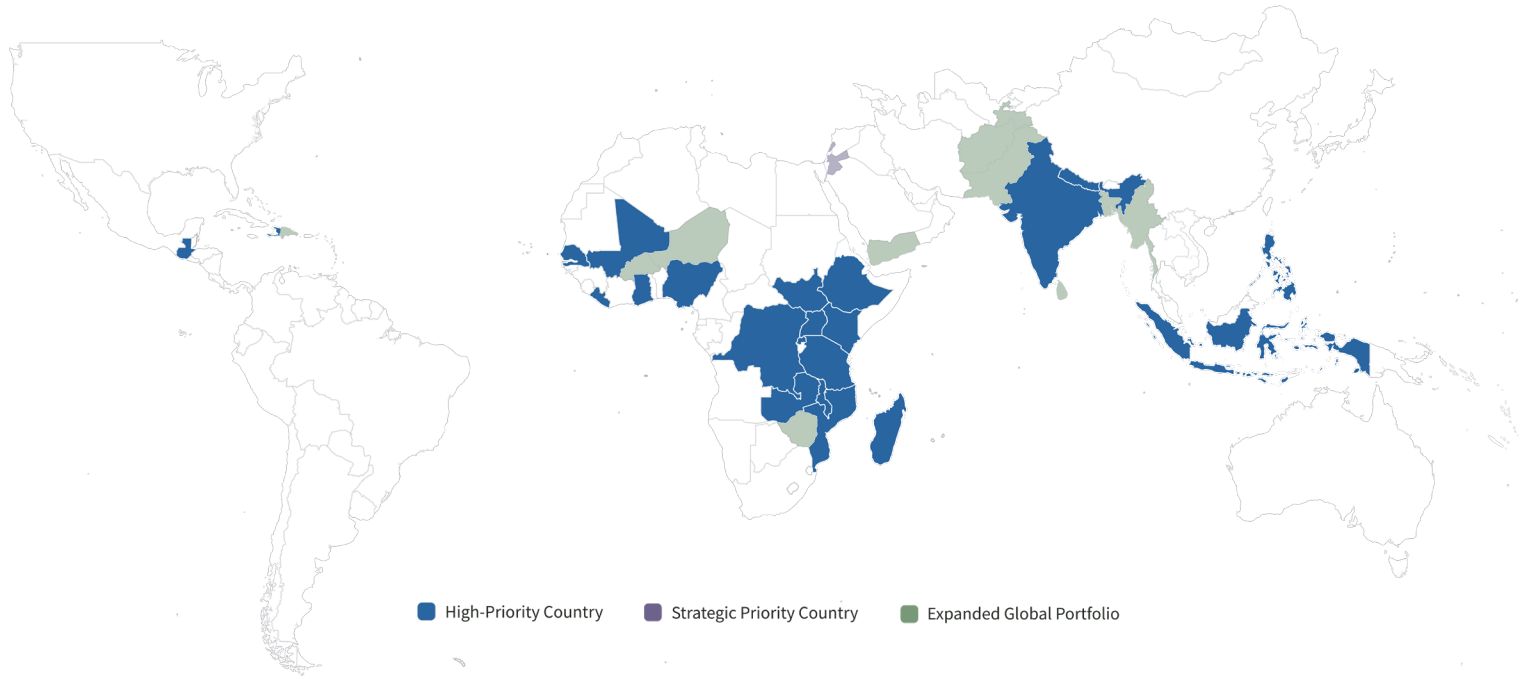 High-Priority Country
Strategic Priority Country
Expanded Global Portfolio